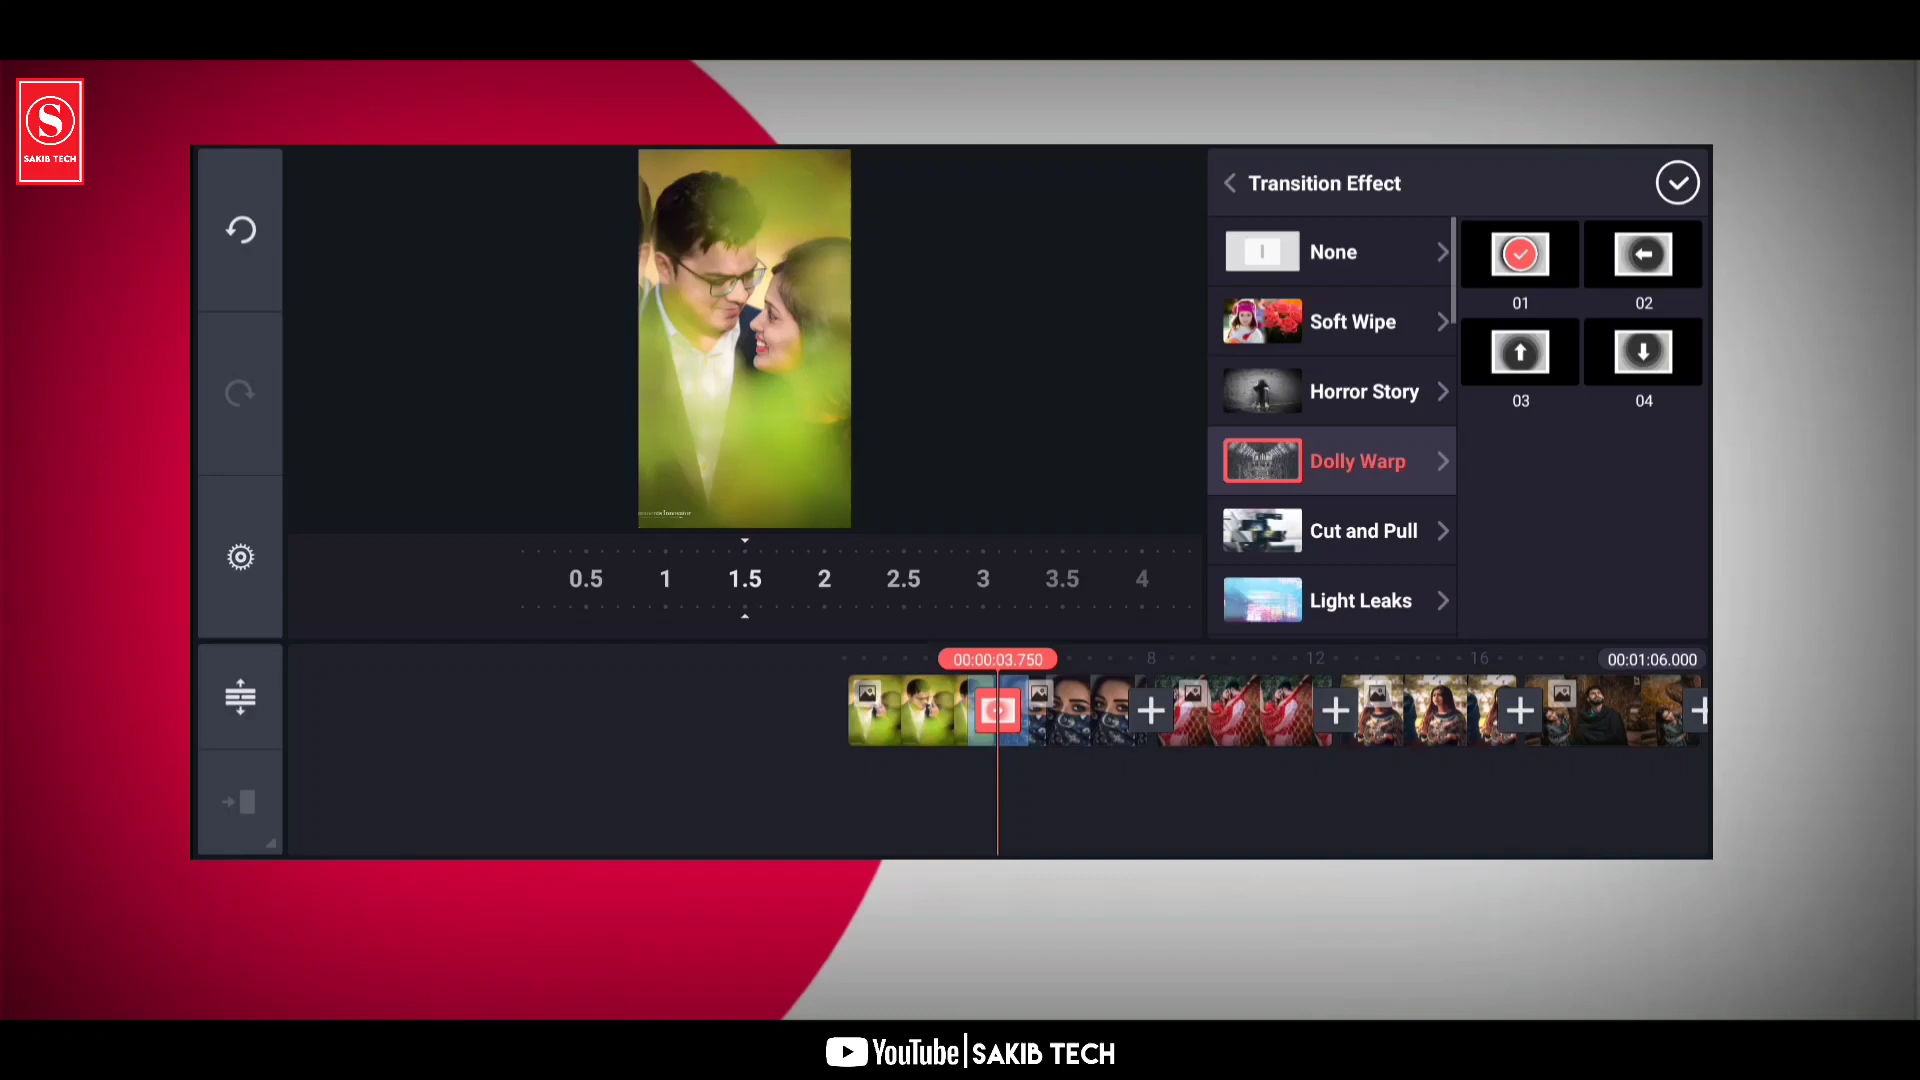 S
SAKIB TECH
Transition Effect
None
Soft Wipe
Horror Story
Dolly Warp
Cut and Pull
Light Leaks
01
02
03
04
0.5 1 1.5 2 2.5 3 3.5 4
00:00:03.750 8 12 16 00:01:06.000
YouTube SAKIB TECH